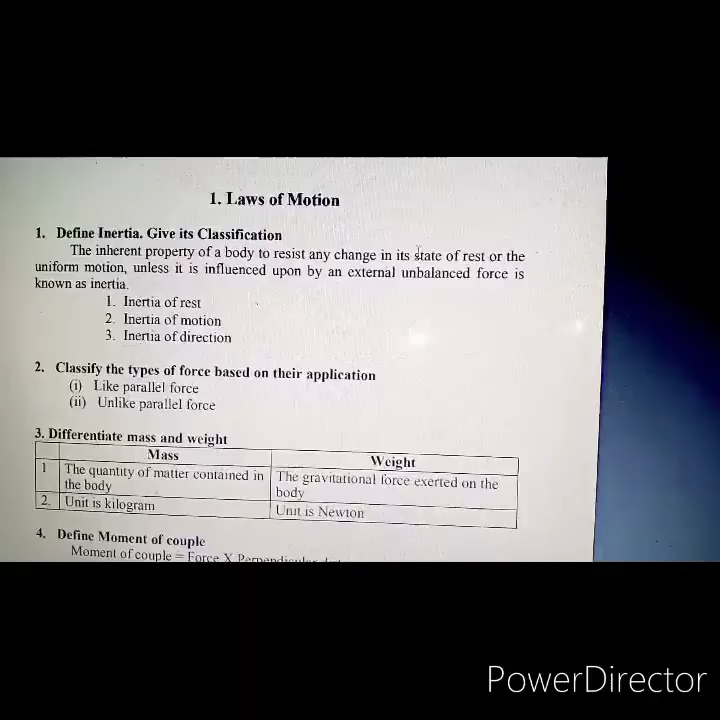 1. Laws of Motion
1. Define Inertia. Give its Classification
The inherent property of a body to resist any change in its state of rest or the
uniform motion, unless it is influenced upon by an external unbalanced force is
known as inertia.
1. Inertia of rest
2. Inertia of motion
3. Inertia of direction
2. Classify the types of force based on their application
(i) Like parallel force
(ii) Unlike parallel force
3. Differentiate mass and weight
Mass Weight
1 The quantity of matter contained in the body The gravitational force exerted on the body
2. Unit is kilogram Unit is Newton
4. Define Moment of couple
Moment of couple = Force X Perpendicular
PowerDirector